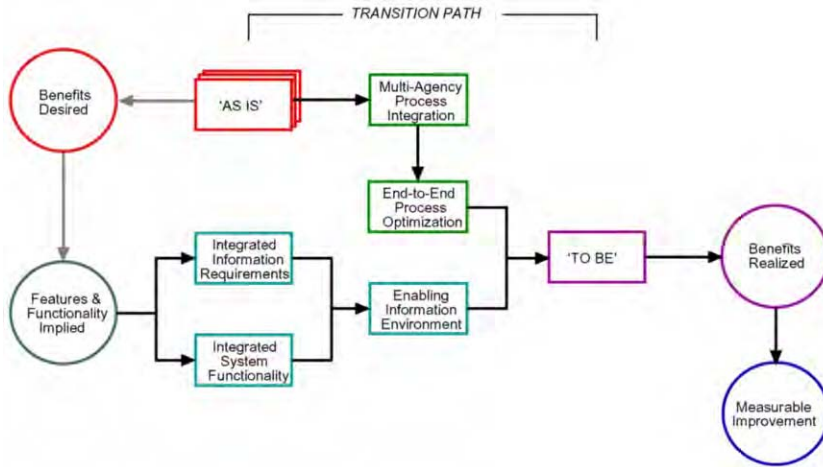 TRANSITION PATH
Benefits
Desired
'AS IS'
Multi-Agency
Process
Integration
End-to-End
Process
Optimization
Integrated
Information
Requirements
Features &
Functionality
Implied
Integrated
System
Functionality
Enabling
Information
Environment
'TO BE'
Benefits
Realized
Measurable
Improvement